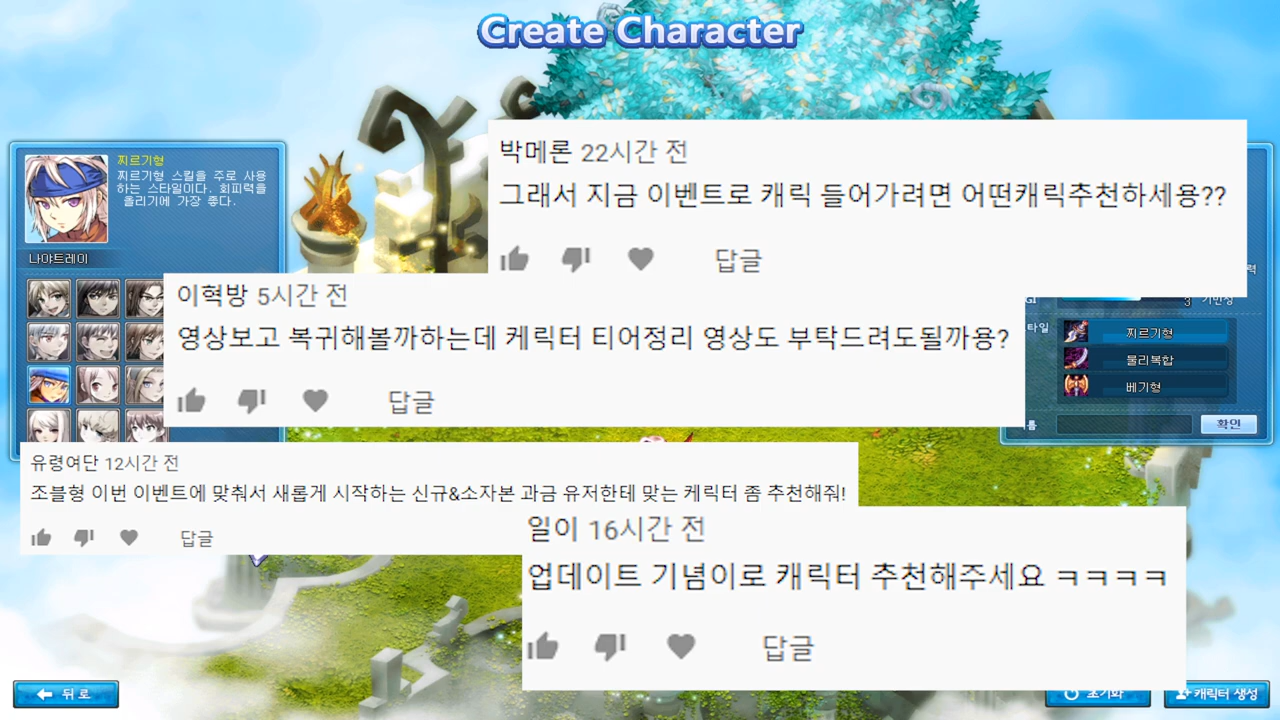 Create Character
찌르기형
찌르기형 스킬을 주로 사용
하는 스타일이다. 회피력을
올리기에 가장 좋다.
나야트레이
박메론 22시간 전
그래서 지금 이벤트로 캐릭 들어가려면 어떤캐릭추천하세용??
답글
이혁방 5시간 전
영상보고 복귀해볼까하는데 케릭터 티어정리 영상도 부탁드려도될까용?
답글
3
타일
찌르기형
물리복합
베기형
확인
유령여단 12시간 전
조블형 이번 이벤트에 맞춰서 새롭게 시작하는 신규&소자본 과금 유저한테 맞는 케릭터 좀 추천해줘!
답글
일이 16시간 전
업데이트 기념이로 캐릭터 추천해주세요 ㅋㅋㅋㅋ
답글
뒤로
초기화
캐릭터 생성